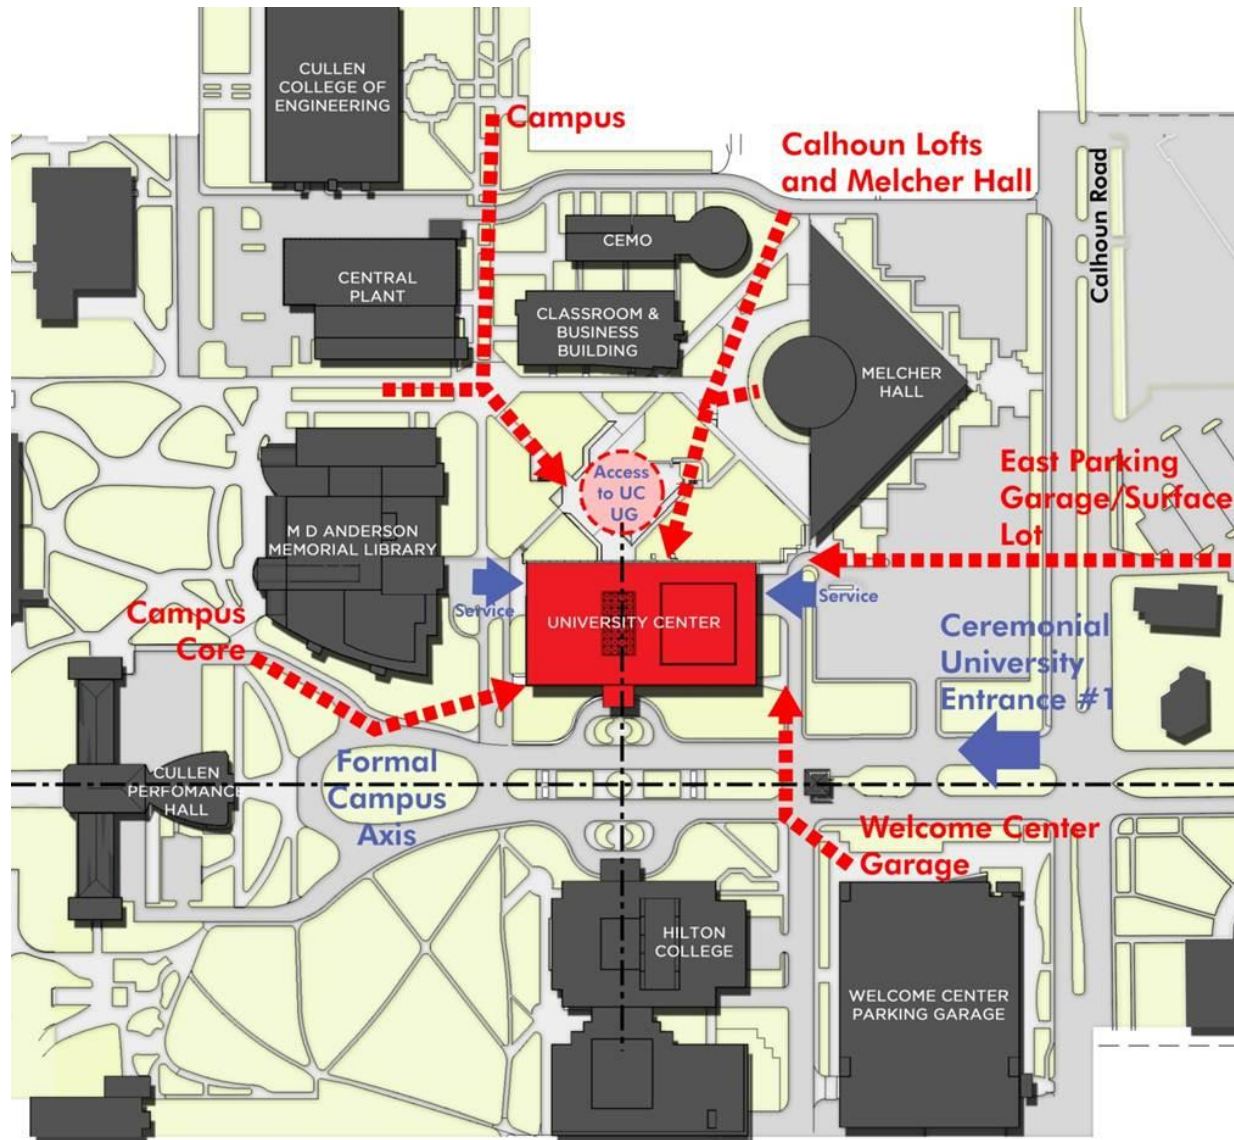 CULLEN
COLLEGE OF
ENGINEERING
Campus
Calhoun Lofts
and Melcher Hall
Calhoun Road
CEMO
CENTRAL
PLANT
CLASSROOM &
BUSINESS
BUILDING
MELCHER
HALL
Access
to UC
UG
East Parking
Garage/Surface
Lot
M D ANDERSON
MEMORIAL LIBRARY
Service
Service
UNIVERSITY CENTER
Campus
Core
Ceremonial
University
Entrance #1
CULLEN
PERFOMANCE
HALL
Formal
Campus
Axis
Welcome Center
Garage
HILTON
COLLEGE
WELCOME CENTER
PARKING GARAGE